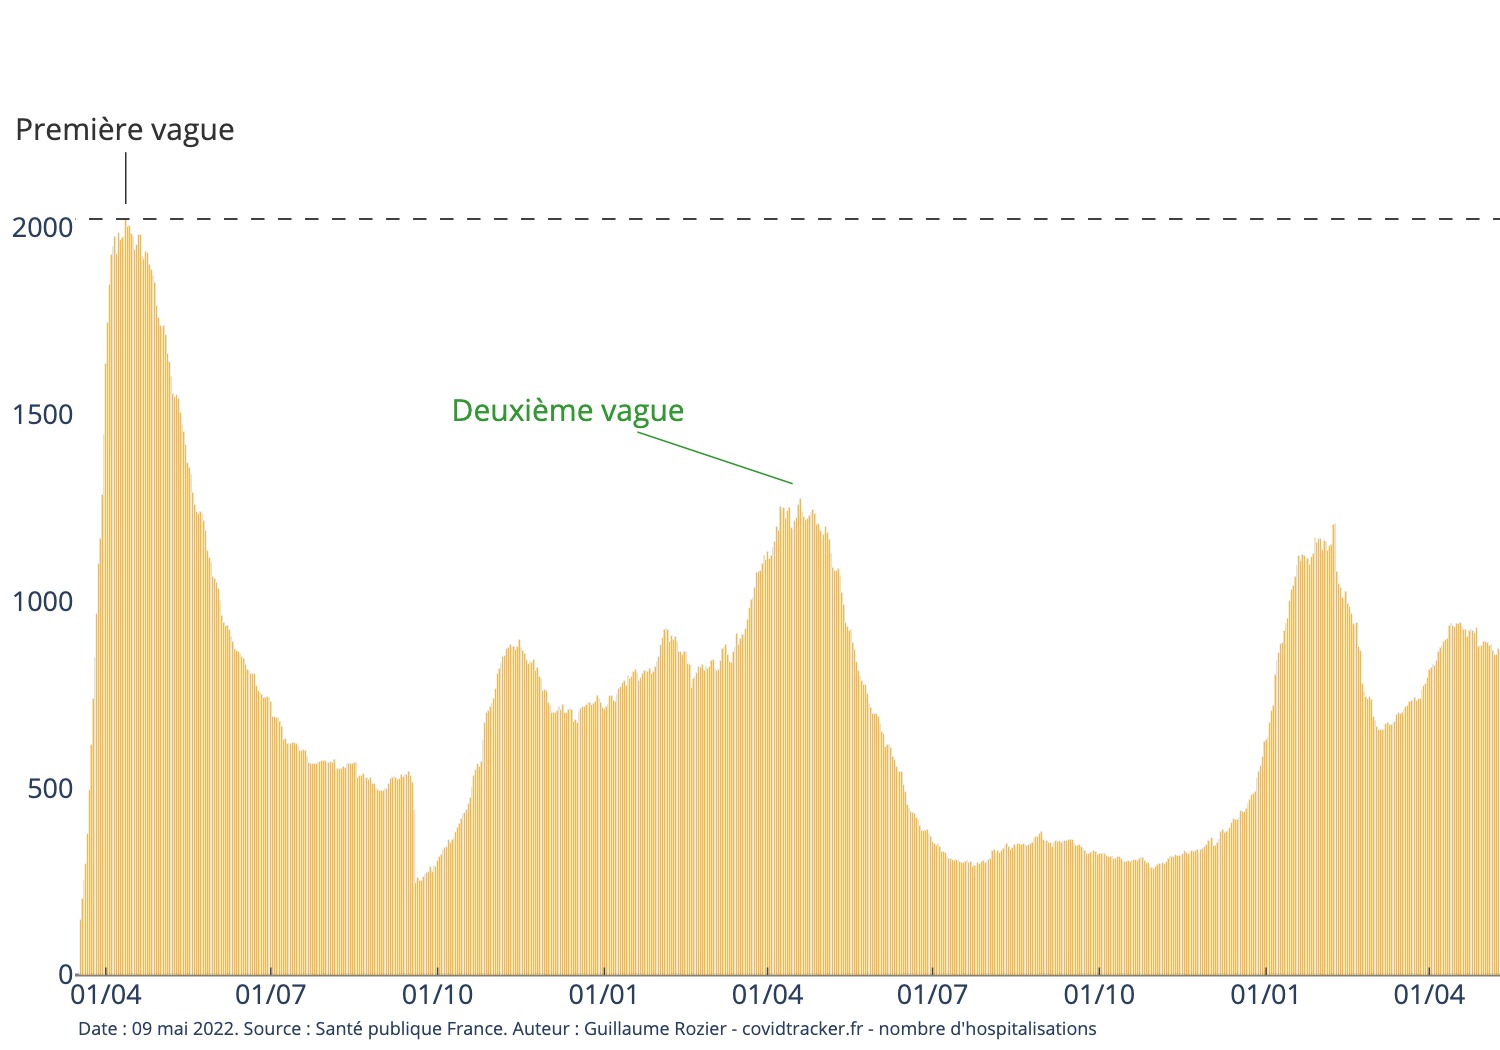 Première vague
2000
1500
Deuxième vague
1000
500
0
01/04 01/07 01/10 01/01 01/04 01/07 01/10 01/01 01/04
Date : 09 mai 2022. Source : Santé publique France. Auteur : Guillaume Rozier - covidtracker.fr - nombre d'hospitalisations